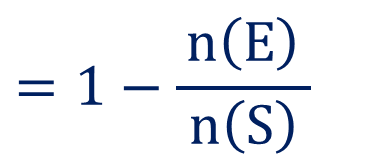 = 1 − n(E)/n(S)